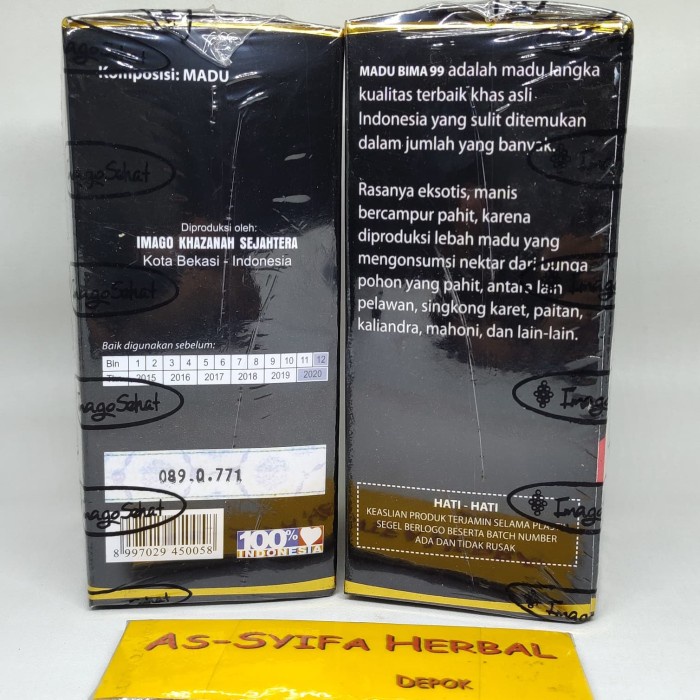 Komposisi: MADU
Diproduksi oleh:
IMAGO KHAZANAH SEJAHTERA
Kota Bekasi - Indonesia
Baik digunakan sebelum:
Bln 1 2 3 4 5 6 7 8 9 10 11 12
2015 2016 2017 2018 2019 2020
089.Q.771
8 997029 450058
100%
INDONESIA
MADU BIMA 99 adalah madu langka
kualitas terbaik khas asli
Indonesia yang sulit ditemukan
dalam jumlah yang banyak.
Rasanya eksotis, manis
bercampur pahit, karena
diproduksi lebah madu yang
mengonsumsi nektar dari bunga
pohon yang pahit, antara lain
pelawan, singkong karet, paitan,
kaliandra, mahoni, dan lain-lain.
HATI - HATI
KEASLIAN PRODUK TERJAMIN SELAMA
SEGEL BERLOGO BESERTA BATCH NUMBER
ADA DAN TIDAK RUSAK
ImagoSehat
AS-SYIFA HERBAL
DEPOK